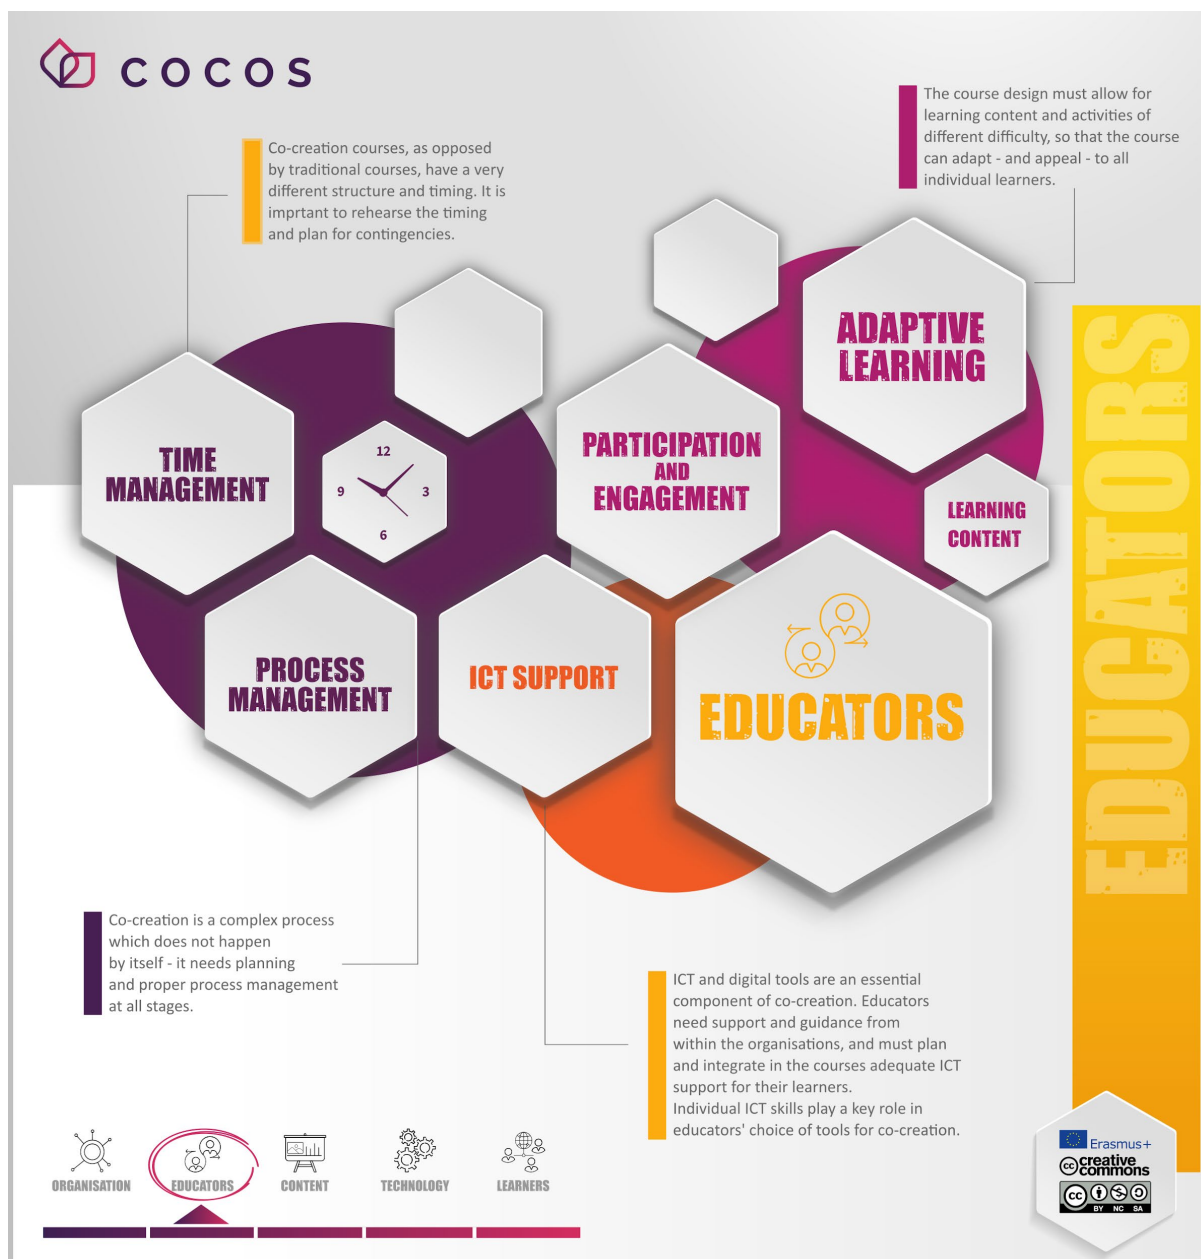 COCOS
The course design must allow for
learning content and activities of
different difficulty, so that the course
can adapt - and appeal - to all
individual learners.
Co-creation courses, as opposed
by traditional courses, have a very
different structure and timing. It is
imprtant to rehearse the timing
and plan for contingencies.
ADAPTIVE
LEARNING
TIME
MANAGEMENT
12
9
3
6
PARTICIPATION
AND
ENGAGEMENT
LEARNING
CONTENT
PROCESS
MANAGEMENT
ICT SUPPORT
EDUCATORS
EDUCATORS
Co-creation is a complex process
which does not happen
by itself - it needs planning
and proper process management
at all stages.
ICT and digital tools are an essential
component of co-creation. Educators
need support and guidance from
within the organisations, and must plan
and integrate in the courses adequate ICT
support for their learners.
Individual ICT skills play a key role in
educators' choice of tools for co-creation.
ORGANISATION
EDUCATORS
CONTENT
TECHNOLOGY
LEARNERS
Erasmus+
cc creative
commons
cc
BY NC SA